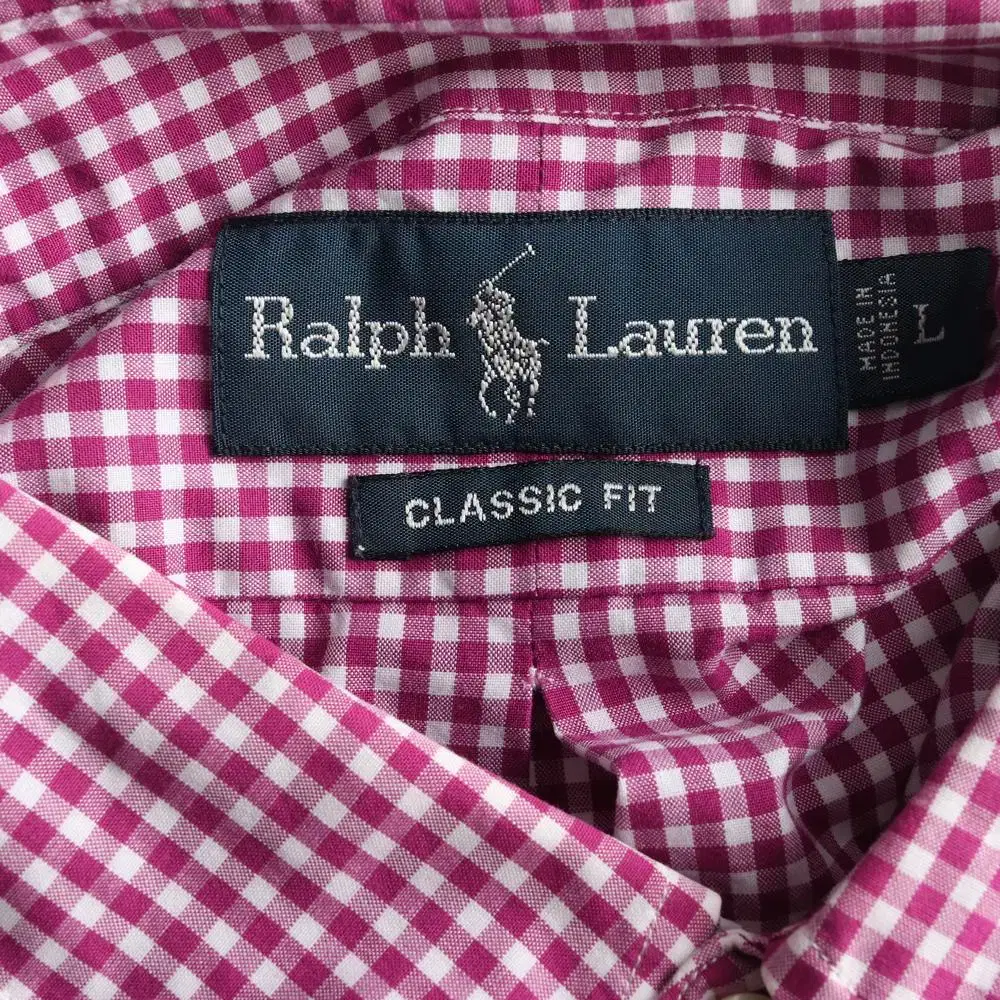 Ralph Lauren
MADE IN
INDONESIA
L
CLASSIC FIT